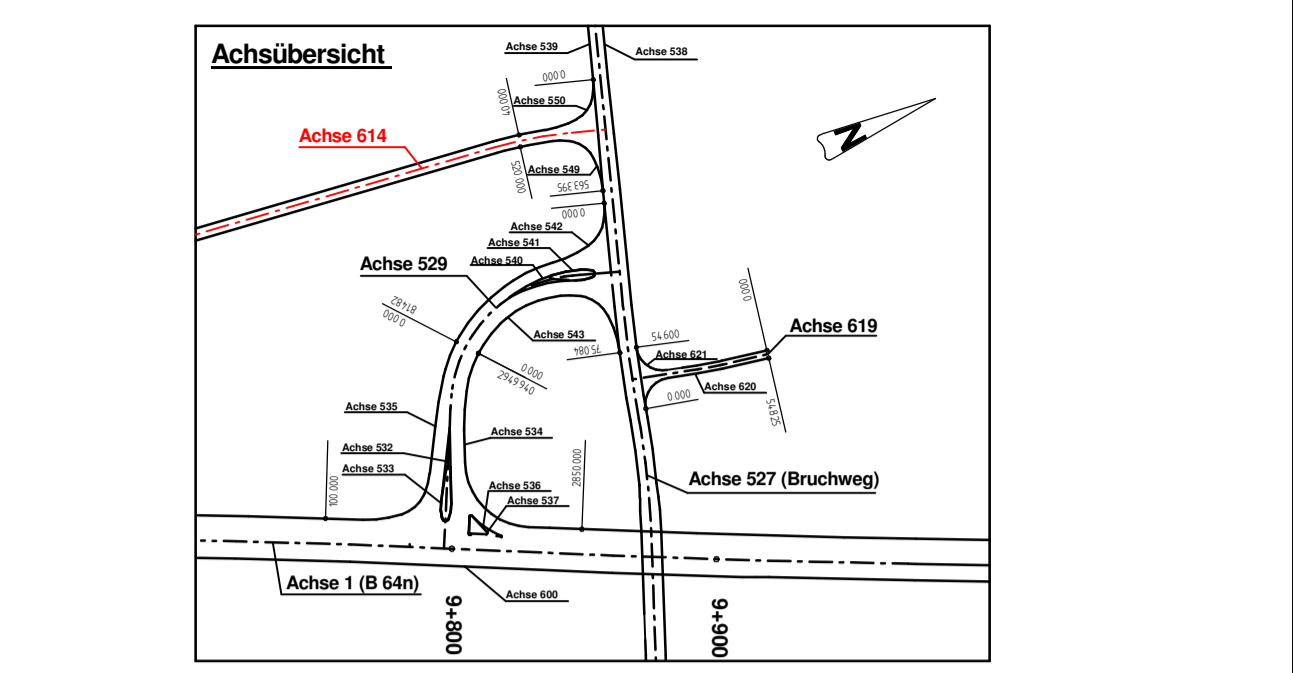 Achsübersicht
Achse 539
Achse 538
0.000
Achse 550
Achse 614
520.000
Achse 549
563.395
0.000
Achse 542
Achse 541
Achse 540
Achse 529
N
0.000
81.482
0.000
Achse 543
75.084
54.600
Achse 621
Achse 619
Achse 620
0.000
2949.940
0.000
54.825
Achse 535
Achse 534
Achse 532
Achse 533
100.000
2850.000
Achse 536
Achse 537
Achse 527 (Bruchweg)
Achse 1 (B 64n)
Achse 600
9+800
9+900